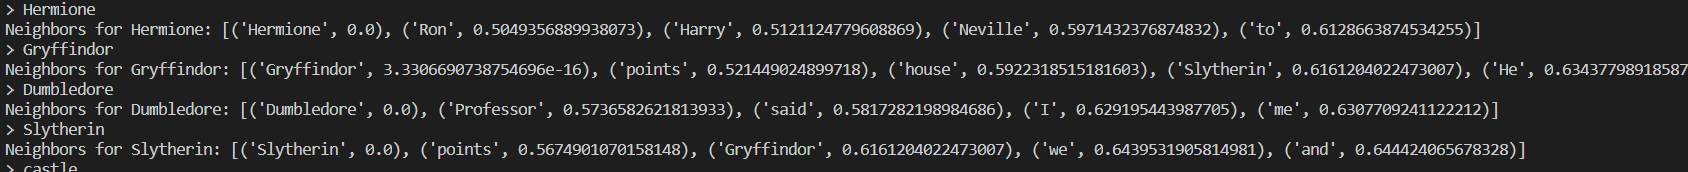 > Hermione
Neighbors for Hermione: [('Hermione', 0.0), ('Ron', 0.5049356889938073), ('Harry', 0.5121124779608869), ('Neville', 0.5971432376874832), ('to', 0.6128663874534255)]
> Gryffindor
Neighbors for Gryffindor: [('Gryffindor', 3.3306690738754696e-16), ('points', 0.521449024899718), ('house', 0.5922318515181603), ('Slytherin', 0.6161204022473007), ('He', 0.63437798918587
> Dumbledore
Neighbors for Dumbledore: [('Dumbledore', 0.0), ('Professor', 0.5736582621813933), ('said', 0.5817282198984686), ('I', 0.629195443987705), ('me', 0.6307709241122212)]
> Slytherin
Neighbors for Slytherin: [('Slytherin', 0.0), ('points', 0.5674901070158148), ('Gryffindor', 0.6161204022473007), ('we', 0.6439531905814981), ('and', 0.644424065678328)]
> castle